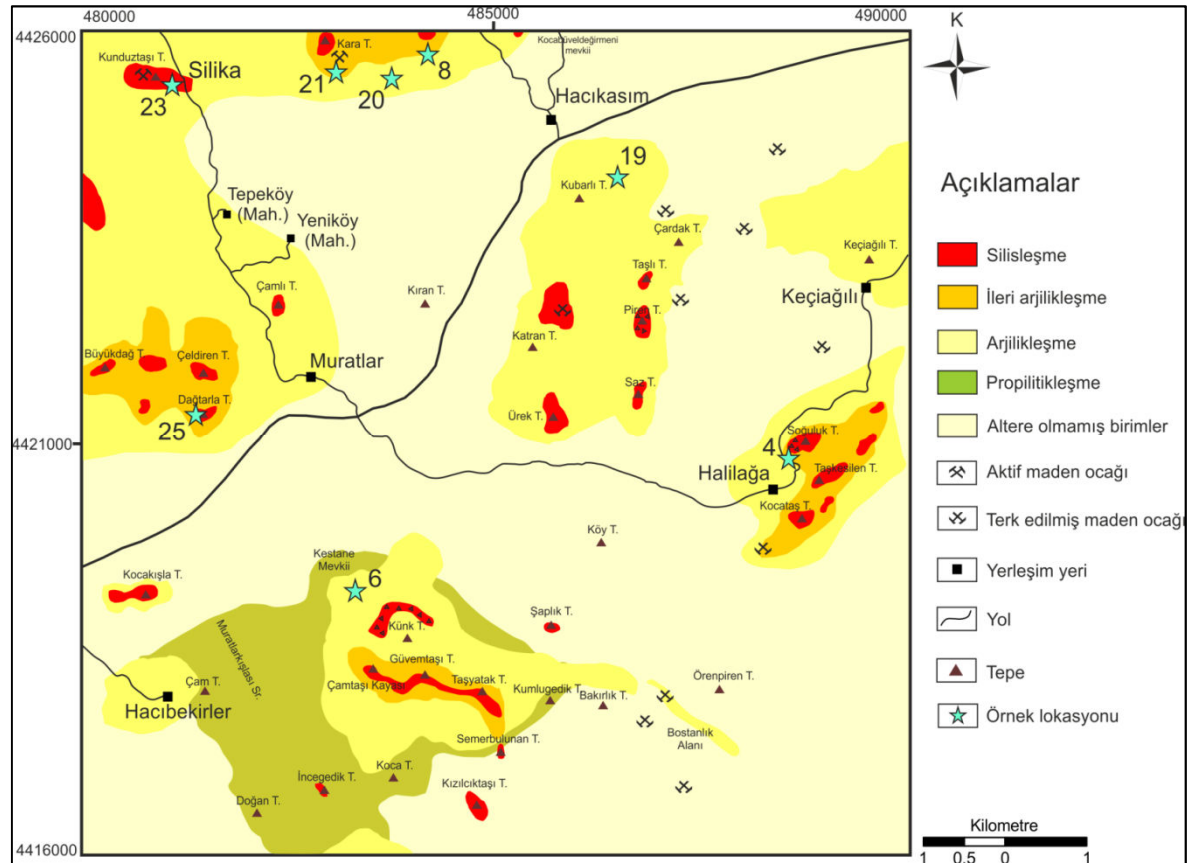 480000
485000
490000
4426000
K
Kocabüveldeğirmeni
mevkii
Kara T.
Kunduztaşı T.
Silika
8
21
20
23
Hacıkasım
19
Kubarlı T.
Tepeköy
(Mah.)
Yeniköy
(Mah.)
Çardak T.
Keçiağılı T.
Taşlı T.
Çamlı T.
Kıran T.
Keçiağılı
Katran T.
Büyükdağ T.
Çeldiren T.
Muratlar
Saz T.
Dağtarla T.
25
Ürek T.
Soğuluk T.
4
4421000
Halilağa
Taşkesilen T.
Kocataş T.
Köy T.
Kestane
Mevkii
6
Kocakışla T.
Şaplık T.
Künk T.
Muratlarkışlası Sr.
Güvemtaşı T.
Çam T.
Çamtaşı Kayası
Taşyatak T.
Kumlugedik T.
Bakırlık T.
Örenpiren T.
Hacıbekirler
Bostanlık
Alanı
Semerbulunan T.
Koca T.
İncegedik T.
Kızılcıktaşı T.
Doğan T.
4416000
Açıklamalar
Silisleşme
İleri arjilikleşme
Arjilikleşme
Propilitikleşme
Altere olmamış birimler
Aktif maden ocağı
Terk edilmiş maden ocağı
Yerleşim yeri
Yol
Tepe
Örnek lokasyonu
Kilometre
1 0.5 0 1